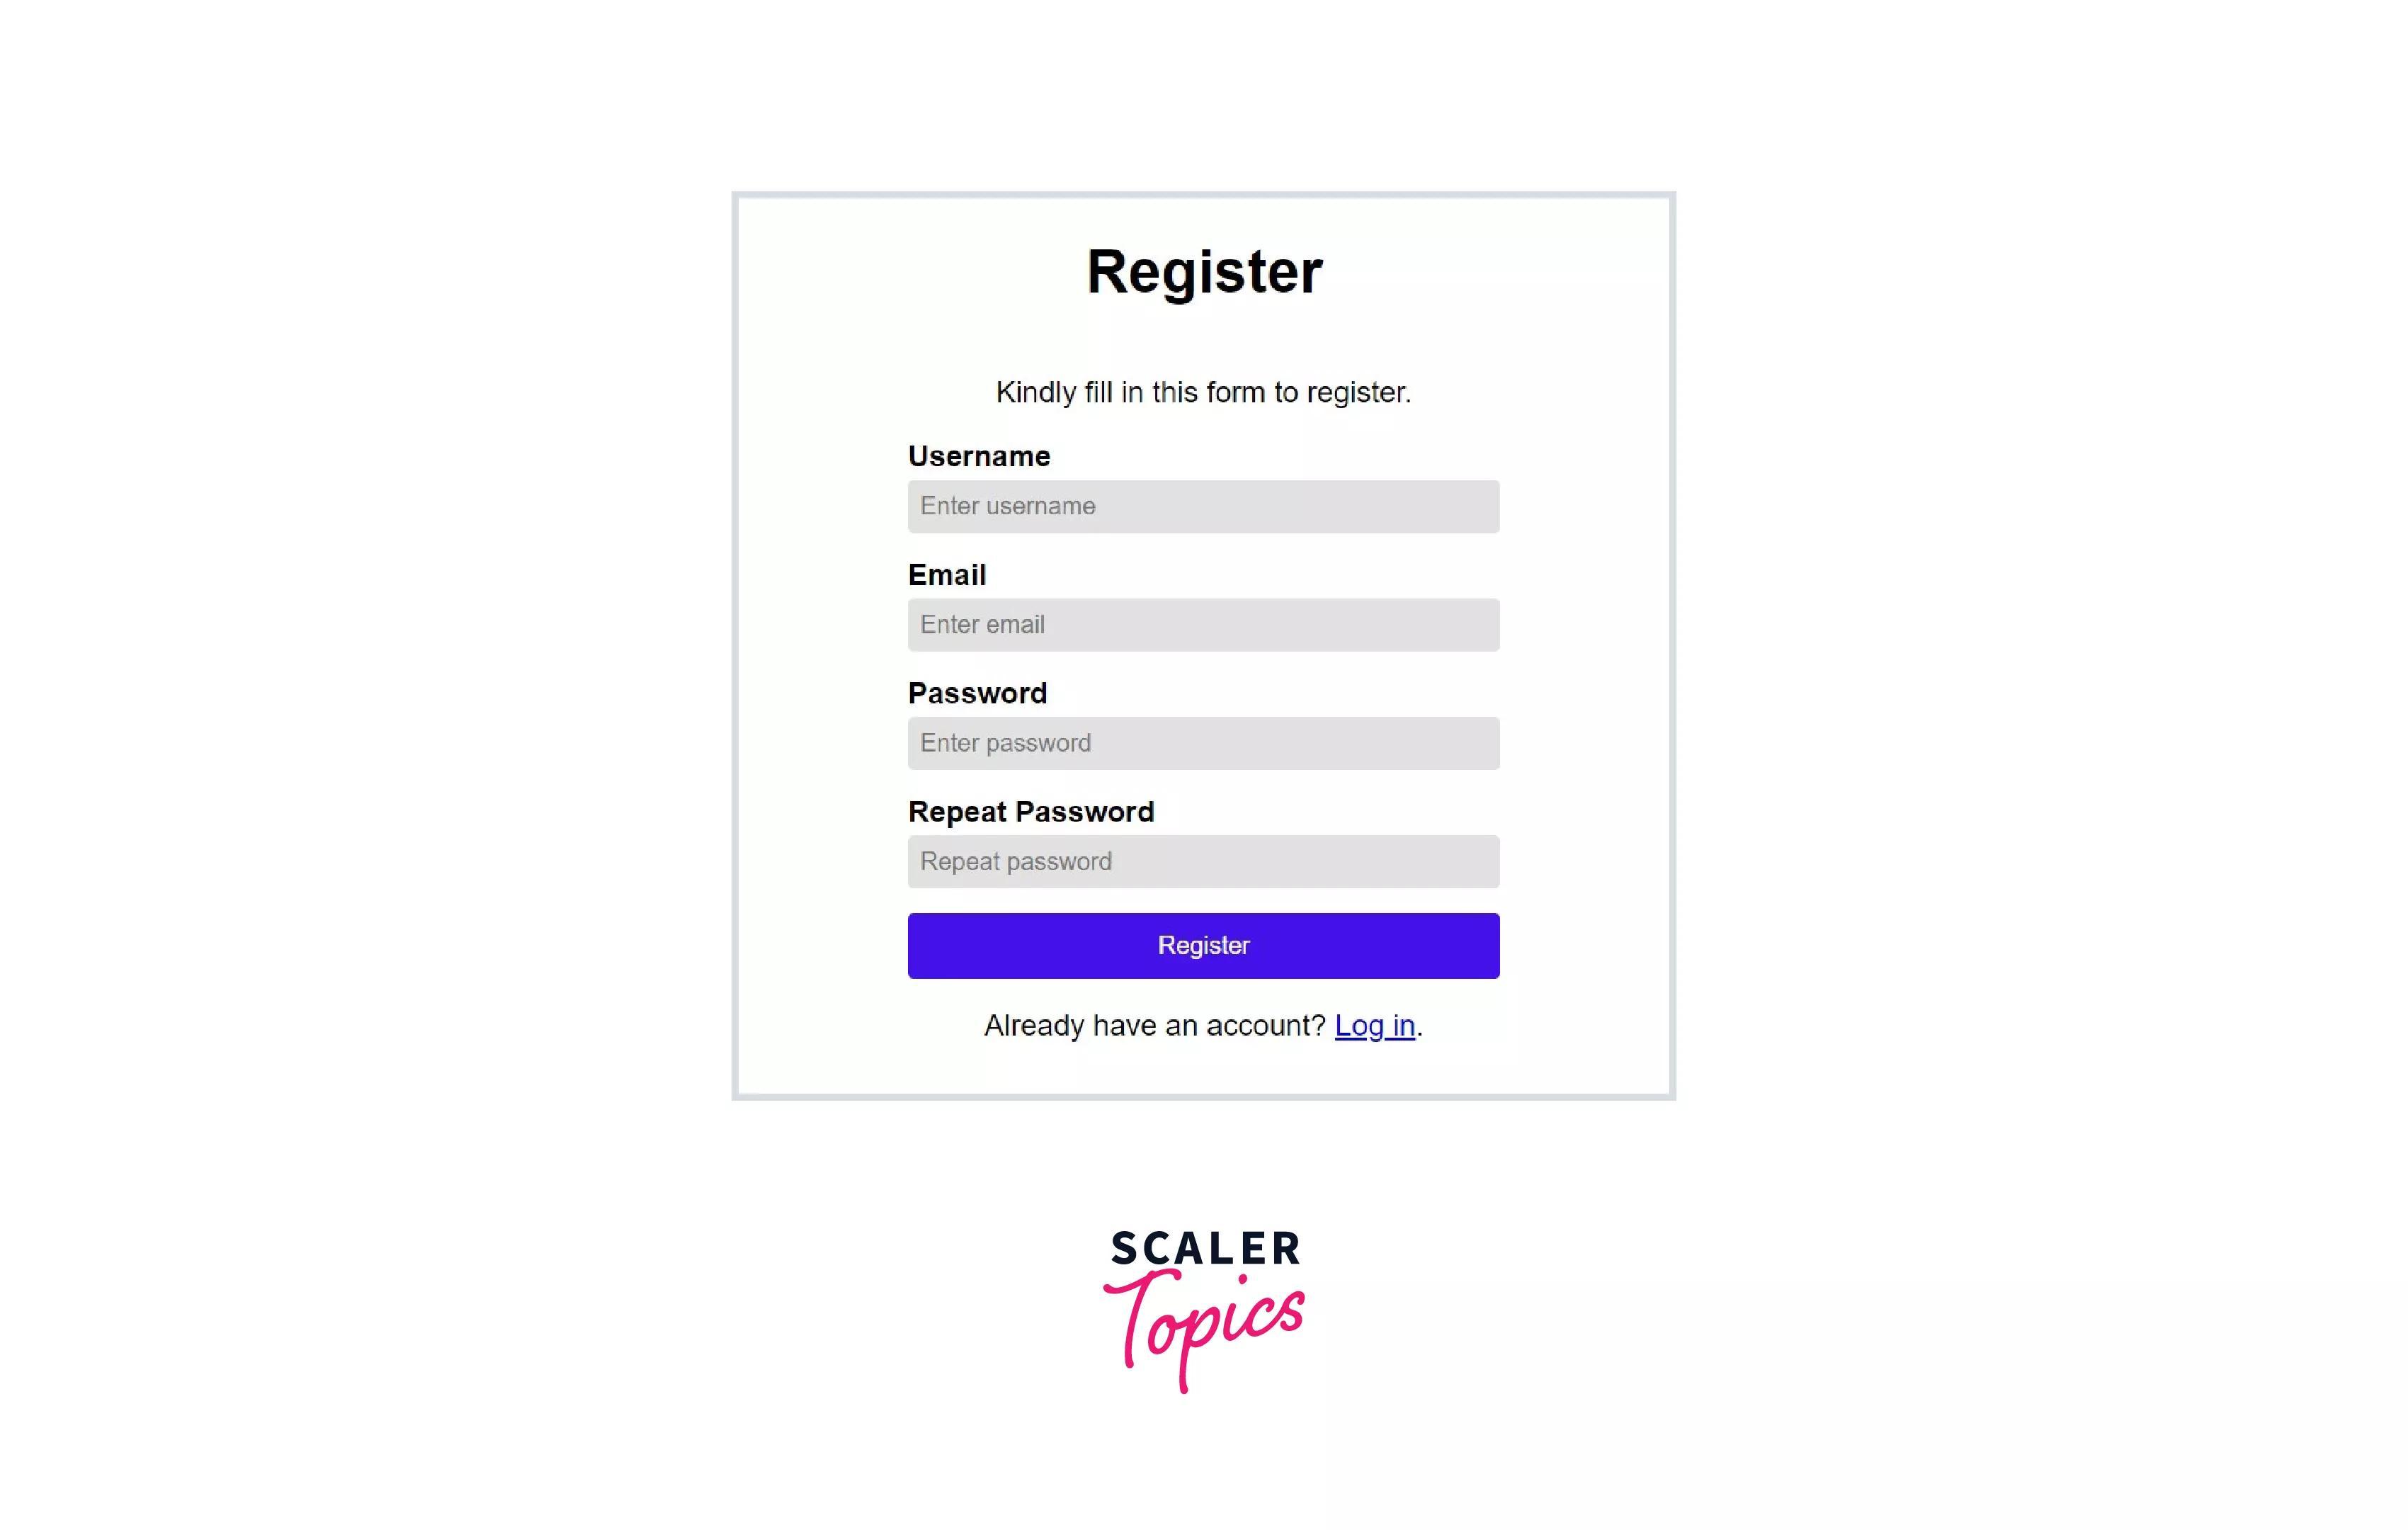 Register
Kindly fill in this form to register.
Username
Enter username
Email
Enter email
Password
Enter password
Repeat Password
Repeat password
Register
Already have an account? Log in.
SCALER
Topics